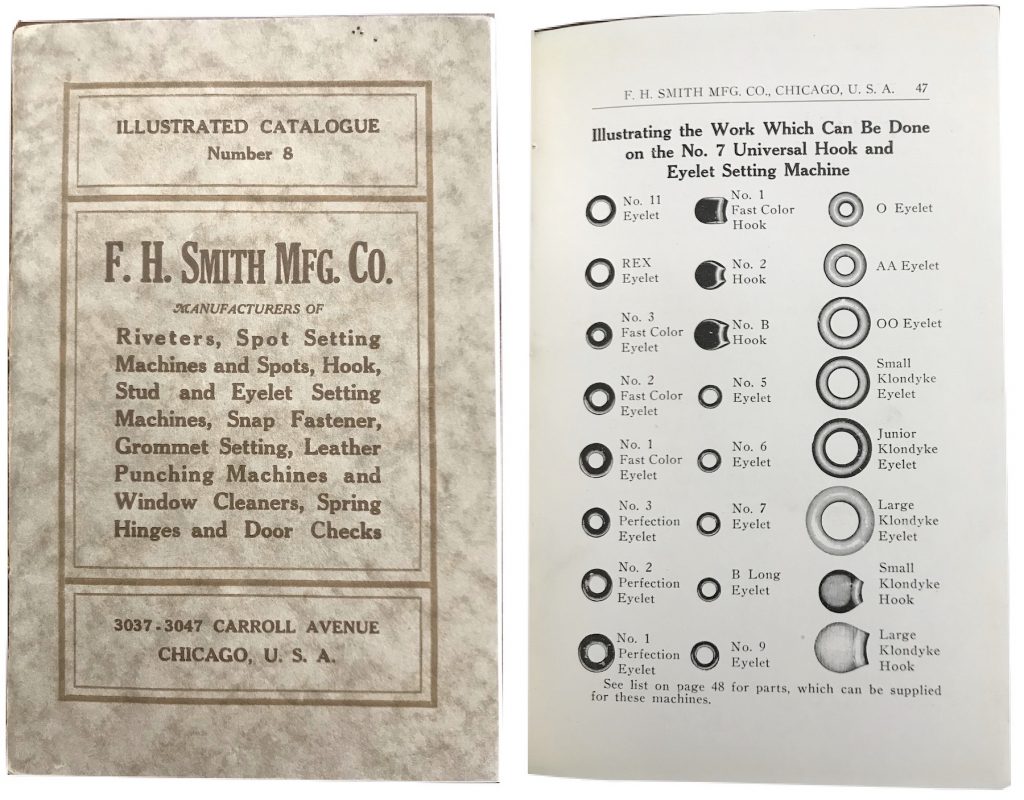 ILLUSTRATED CATALOGUE
Number 8
F. H. SMITH MFG. CO.
MANUFACTURERS OF
Riveters, Spot Setting
Machines and Spots, Hook,
Stud and Eyelet Setting
Machines, Snap Fastener,
Grommet Setting, Leather
Punching Machines and
Window Cleaners, Spring
Hinges and Door Checks
3037-3047 CARROLL AVENUE
CHICAGO, U. S. A.
F. H. SMITH MFG. CO., CHICAGO, U. S. A. 47
Illustrating the Work Which Can Be Done
on the No. 7 Universal Hook and
Eyelet Setting Machine
No. 11
Eyelet
REX
Eyelet
No. 3
Fast Color
Eyelet
No. 2
Fast Color
Eyelet
No. 1
Fast Color
Eyelet
No. 3
Perfection
Eyelet
No. 2
Perfection
Eyelet
No. 1
Perfection
Eyelet
No. 1
Fast Color
Hook
No. 2
Hook
No. B
Hook
No. 5
Eyelet
No. 6
Eyelet
No. 7
Eyelet
B Long
Eyelet
No. 9
Eyelet
O Eyelet
AA Eyelet
OO Eyelet
Small
Klondyke
Eyelet
Junior
Klondyke
Eyelet
Large
Klondyke
Eyelet
Small
Klondyke
Hook
Large
Klondyke
Hook
See list on page 48 for parts, which can be supplied
for these machines.